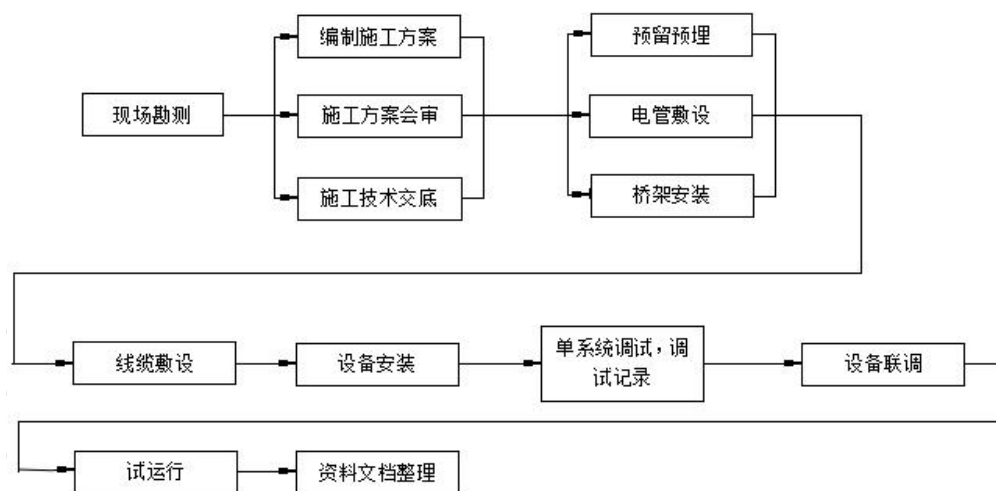 编制施工方案
预留预埋
现场勘测
施工方案会审
电管敷设
施工技术交底
桥架安装
线缆敷设
设备安装
单系统调试，调
试记录
设备联调
试运行
资料文档整理